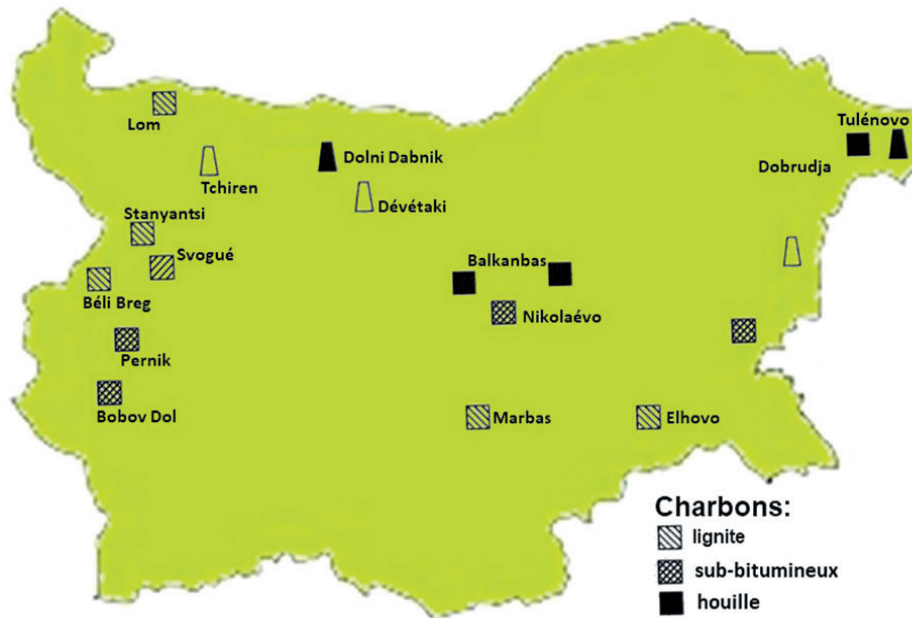 Lom
Tulénovo
Dolni Dabnik
Dobrudja
Tchiren
Dévétaki
Stanyantsi
Svogué
Balkanbas
Béli Breg
Nikolaévo
Pernik
Bobov Dol
Marbas
Elhovo
Charbons:
lignite
sub-bitumineux
houille